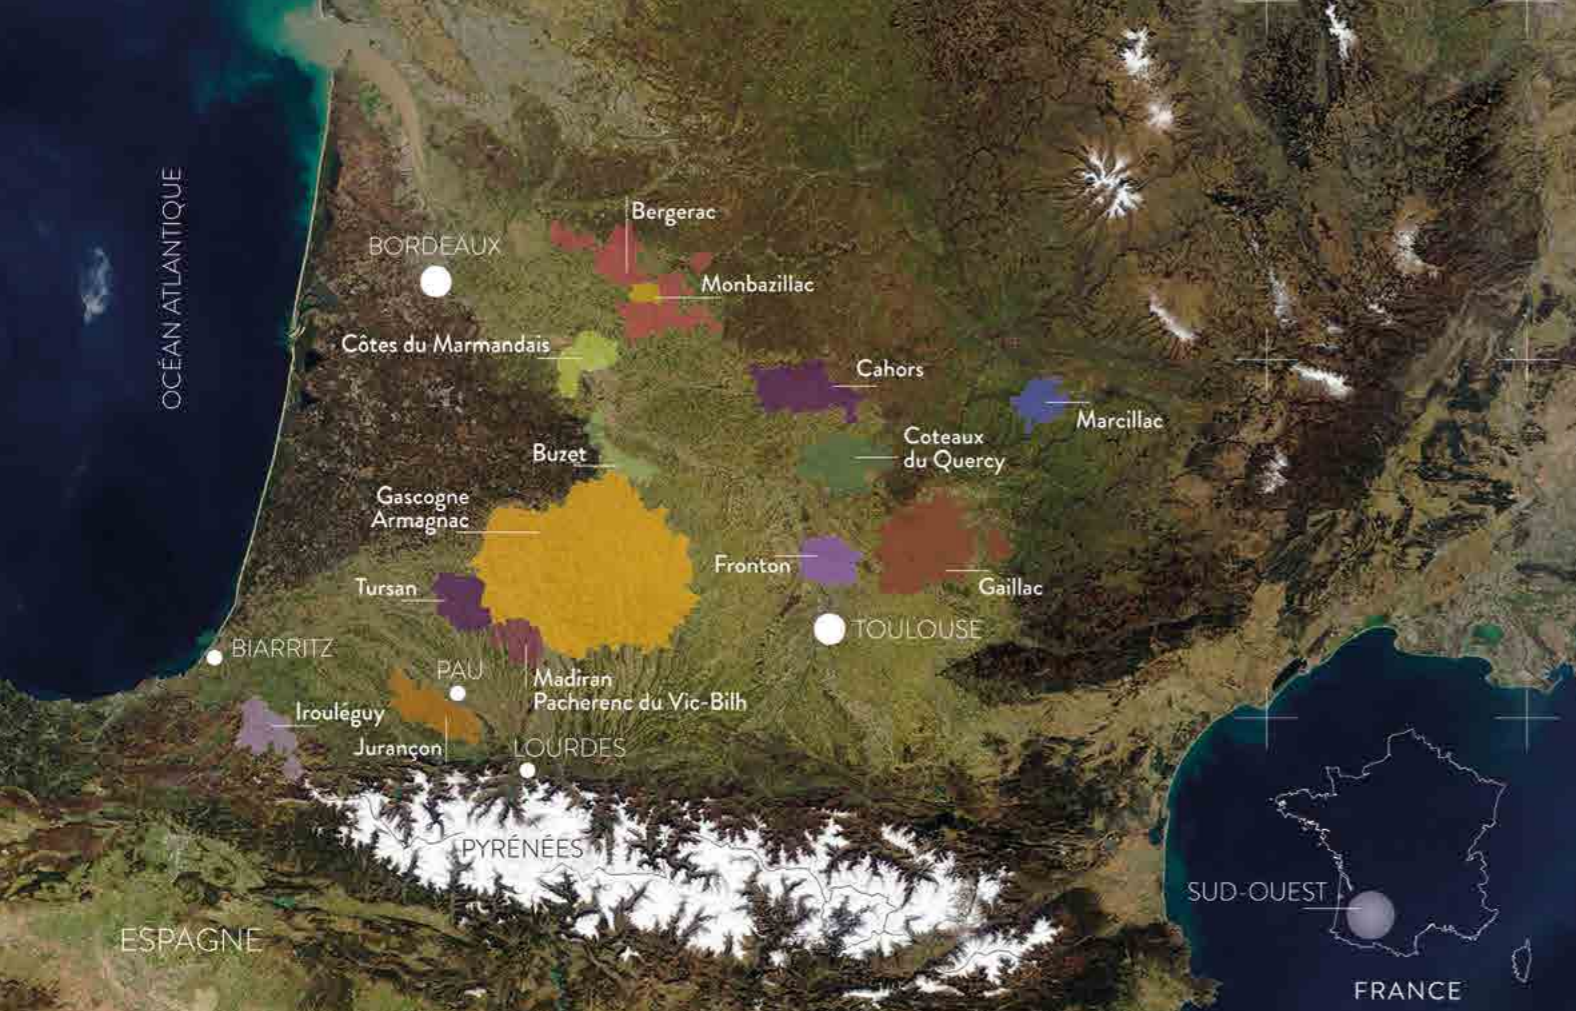 OCÉAN ATLANTIQUE
Bergerac
BORDEAUX
Monbazillac
Côtes du Marmandais
Cahors
Marcillac
Coteaux
du Quercy
Buzet
Gascogne
Armagnac
Fronton
Gaillac
Tursan
TOULOUSE
BIARRITZ
PAU
Madiran
Pacherenc du Vic-Bilh
Irouléguy
Jurançon
LOURDES
PYRÉNÉES
SUD-OUEST
ESPAGNE
FRANCE